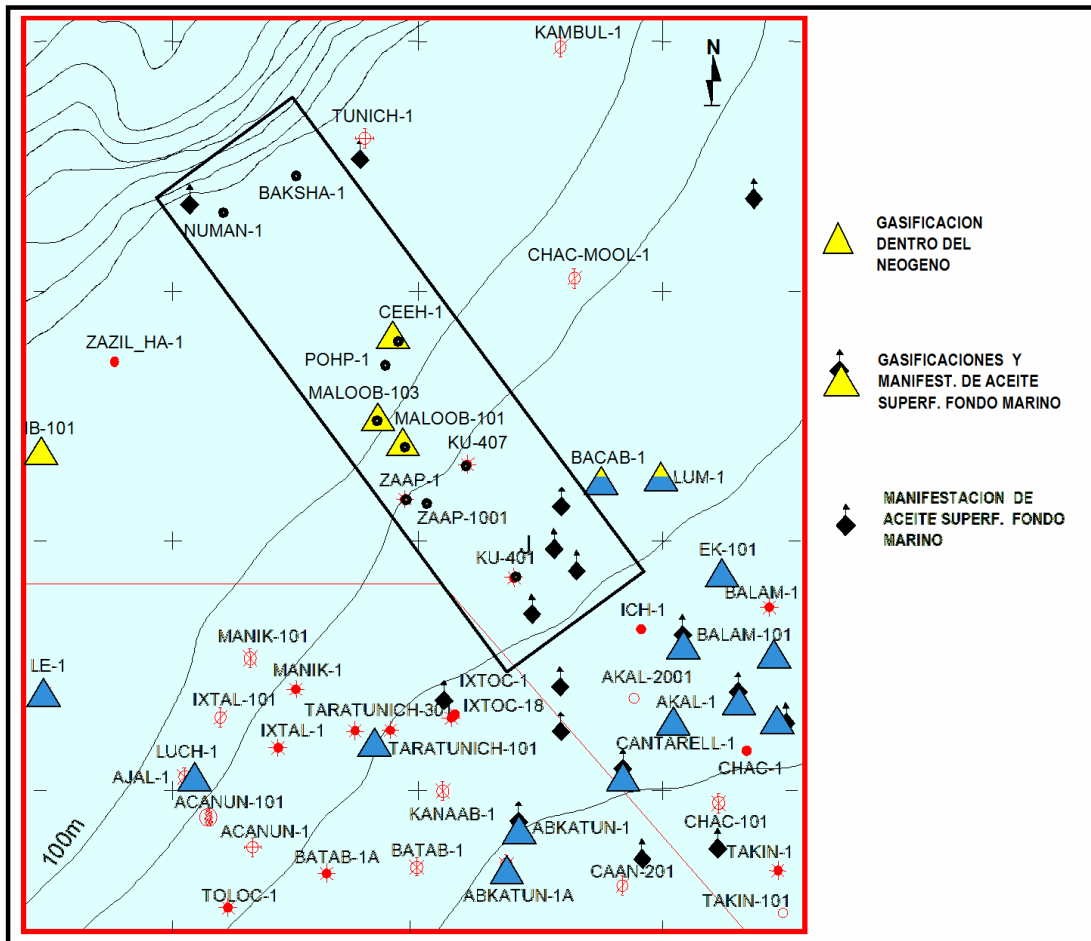 KAMBUL-1
N
TUNICH-1
BAKSHA-1
NUMAN-1
CHAC-MOOL-1
CEEH-1
ZAZIL_HA-1
POHP-1
MALOOB-103
MALOOB-101
IB-101
KU-407
BACAB-1
LUM-1
ZAAP-1
ZAAP-1001
J
KU-401
EK-101
BALAM-1
ICH-1
BALAM-101
MANIK-101
LE-1
MANIK-1
IXTOC-1
AKAL-2001
IXTAL-101
TARATUNICH-301
IXTOC-18
AKAL-1
IXTAL-1
LUCH-1
TARATUNICH-101
CANTARELL-1
CHAC-1
AJAL-1
ACANUN-101
KANAAB-1
ABKATUN-1
CHAC-101
100m
ACANUN-1
BATAB-1A
BATAB-1
CAAN-201
TAKIN-1
TOLOC-1
ABKATUN-1A
TAKIN-101
GASIFICACION
DENTRO DEL
NEOGENO
GASIFICACIONES Y
MANIFEST. DE ACEITE
SUPERF. FONDO MARINO
MANIFESTACION DE
ACEITE SUPERF. FONDO
MARINO